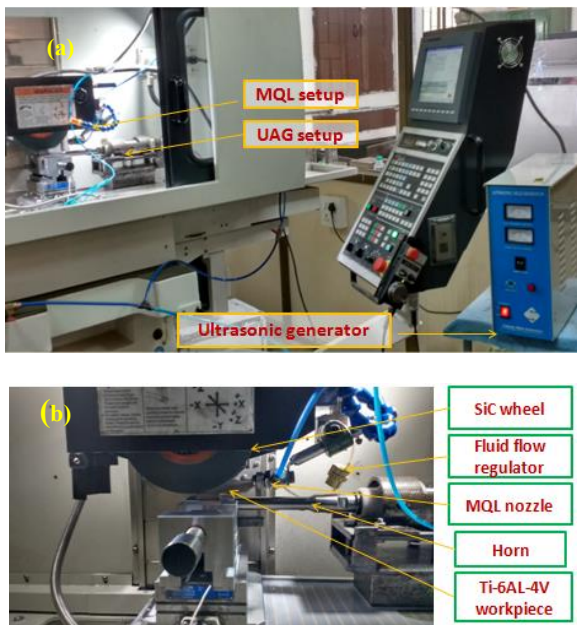 (a)
MQL setup
UAG setup
Ultrasonic generator
(b)
-X
-Z
SiC wheel
Fluid flow
regulator
MQL nozzle
Horn
Ti-6AL-4V
workpiece